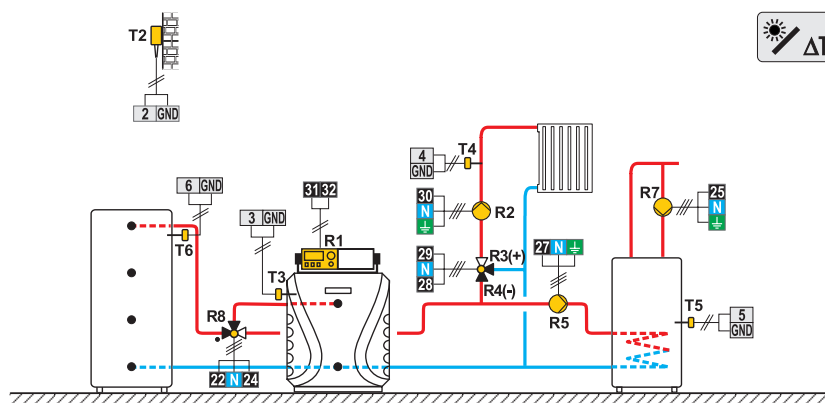 T2
ΔT
2 GND
4 GND
T4
6 GND
31 32
30 N
R2
R7
25 N
3 GND
R1
27 N
T6
29 N 28
R3(+)
T3
R4(-)
R8
R5
T5
5 GND
22 N 24